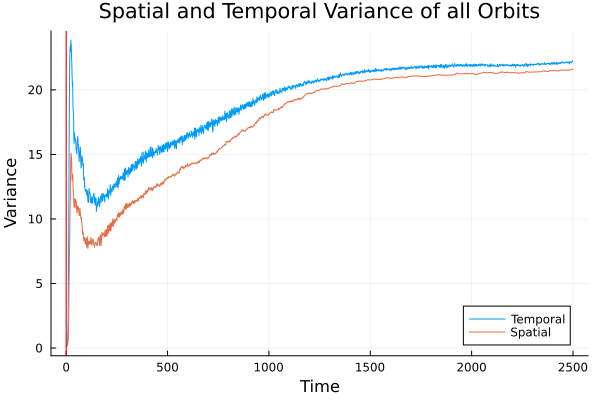 Spatial and Temporal Variance of all Orbits
Variance
20
15
10
5
0
0 500 1000 1500 2000 2500
Time
Temporal
Spatial